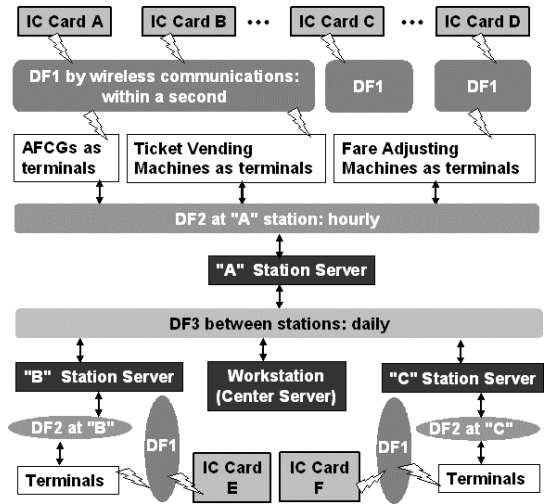 IC Card A
IC Card B
•••
IC Card C
•••
IC Card D
DF1 by wireless communications:
within a second
DF1
DF1
AFCGs as
terminals
Ticket Vending
Machines as terminals
Fare Adjusting
Machines as terminals
DF2 at "A" station: hourly
"A" Station Server
DF3 between stations: daily
"B" Station Server
Workstation
(Center Server)
"C" Station Server
DF2 at "B"
DF1
DF1
DF2 at "C"
Terminals
IC Card
E
IC Card
F
Terminals